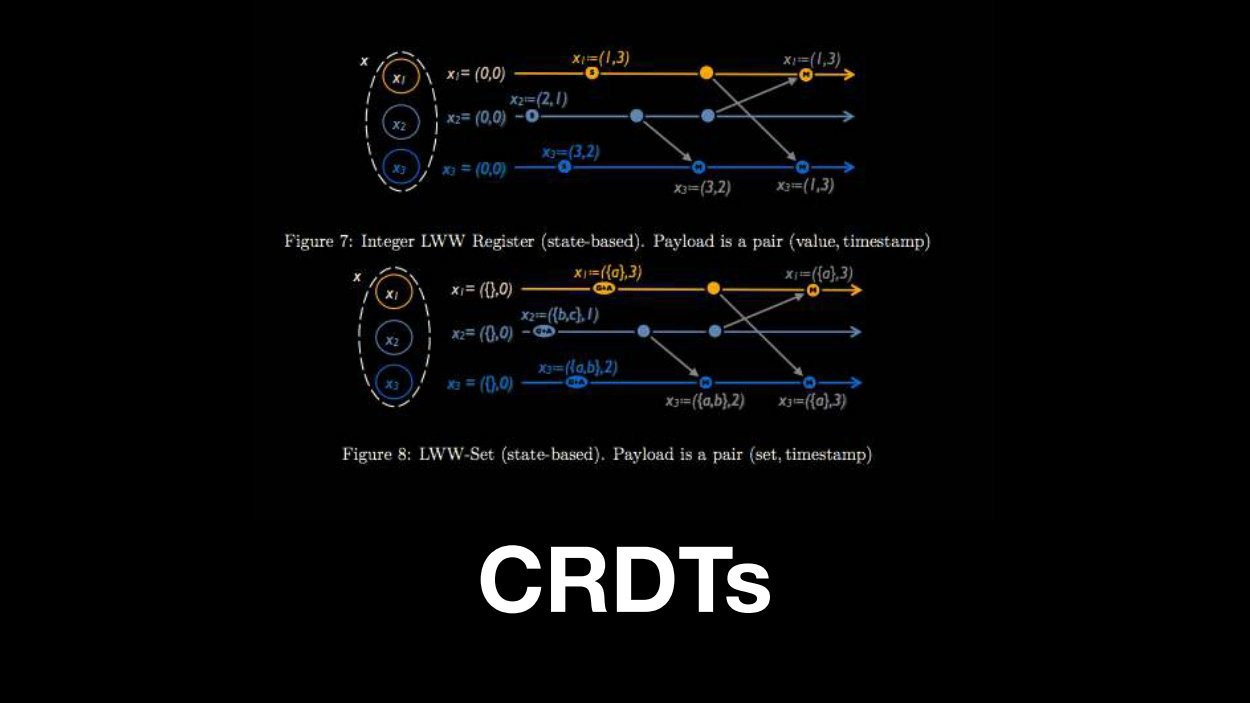 x₁≔(1,3) x₁≔(1,3)
x x₁ x₁= (0,0) S M
x₂≔(2,1)
x₂ x₂= (0,0) S
x₃≔(3,2)
x₃ x₃ = (0,0) S M M
x₃≔(3,2) x₃≔(1,3)
Figure 7: Integer LWW Register (state-based). Payload is a pair (value, timestamp)
x₁≔({a},3) x₁≔({a},3)
x x₁ x₁= ({},0) M
x₂≔({b,c},1)
x₂ x₂= ({},0)
x₃≔({a,b},2)
x₃ x₃ = ({},0) M M
x₃≔({a,b},2) x₃≔({a},3)
Figure 8: LWW-Set (state-based). Payload is a pair (set, timestamp)
CRDTs